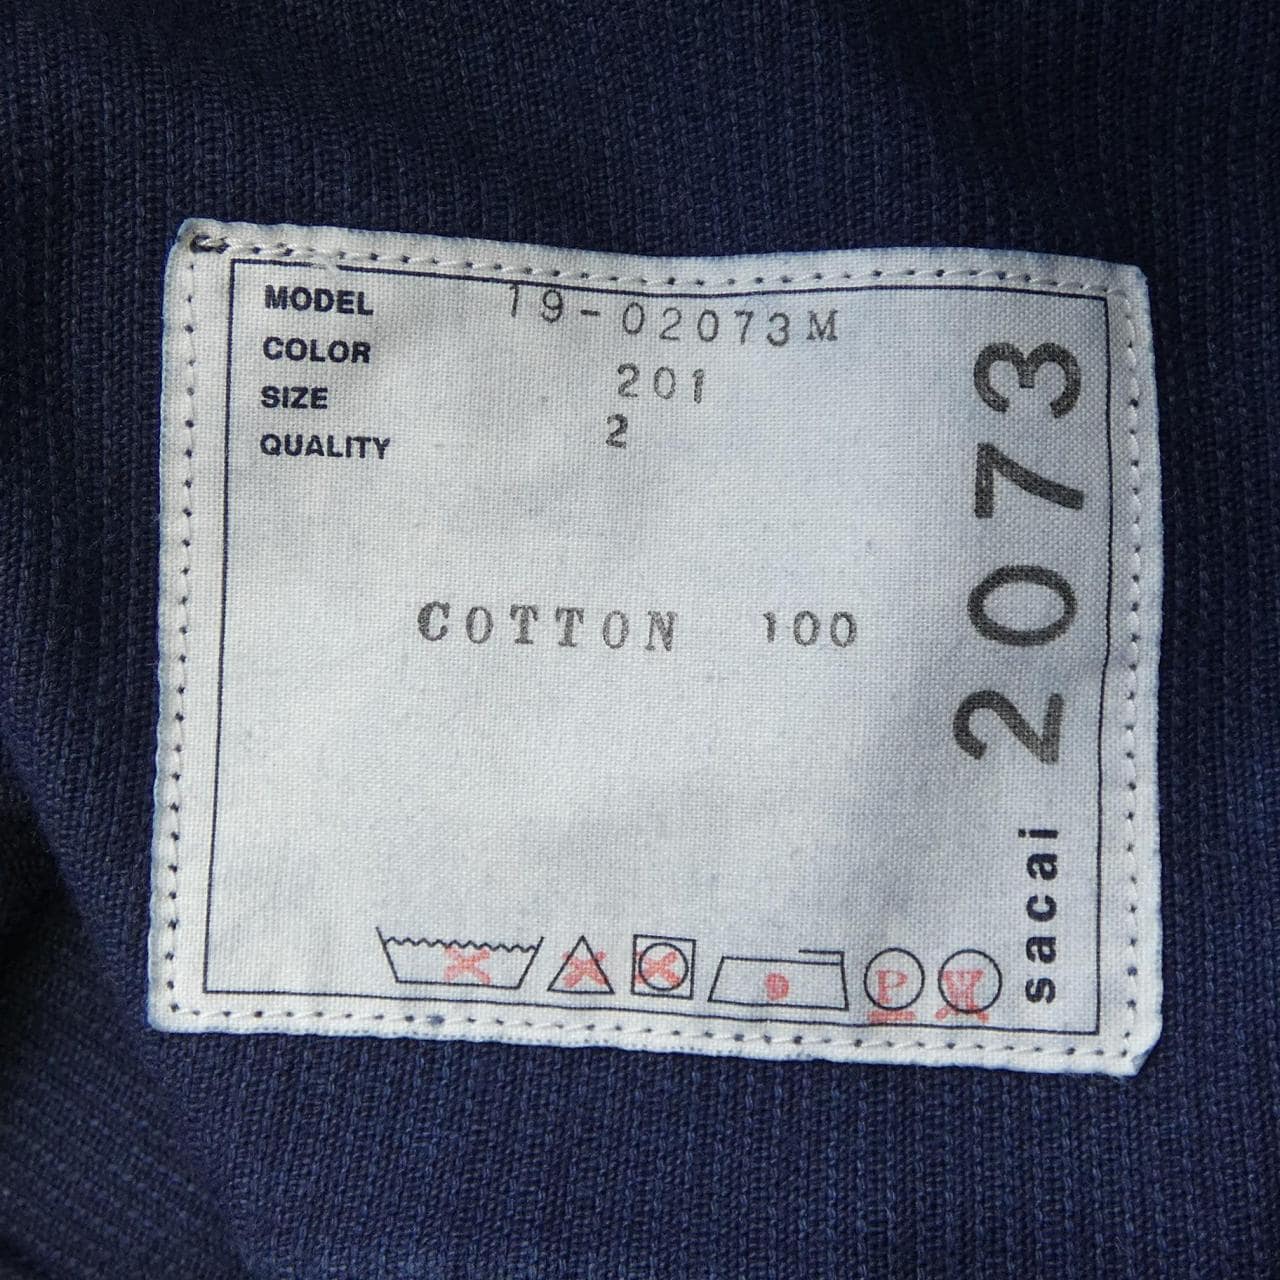 MODEL 19-02073M
COLOR 201
SIZE 2
QUALITY
COTTON 100
P
W
sacai 2073